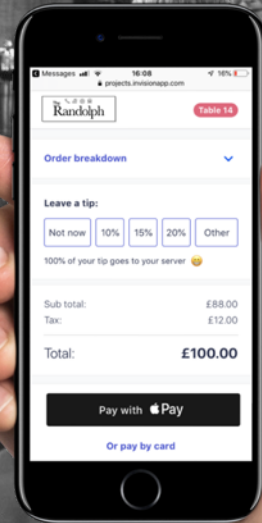 Messages 16:08 16%
projects.invisionapp.com
The
Randolph
Table 14
Order breakdown
Leave a tip:
Not now 10% 15% 20% Other
100% of your tip goes to your server 😄
Sub total: £88.00
Tax: £12.00
Total: £100.00
Pay with Pay
Or pay by card